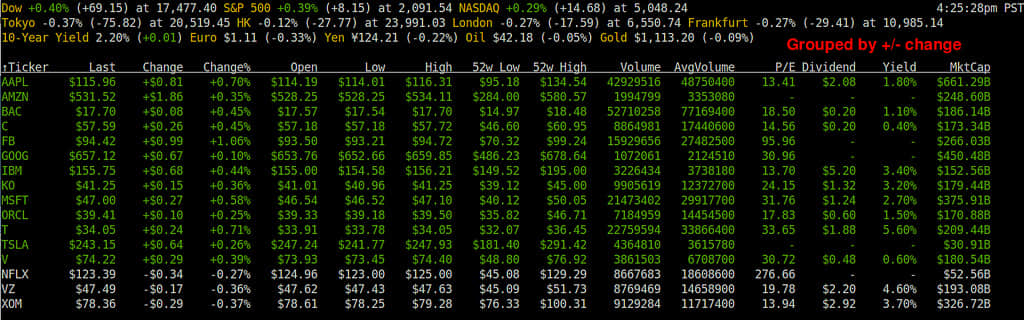 Dow +0.40% (+69.15) at 17,477.40 S&P 500 +0.39% (+8.15) at 2,091.54 NASDAQ +0.29% (+14.68) at 5,048.24 4:25:28pm PST
Tokyo -0.37% (-75.82) at 20,519.45 HK -0.12% (-27.77) at 23,991.03 London -0.27% (-17.59) at 6,550.74 Frankfurt -0.27% (-29.41) at 10,985.14
10-Year Yield 2.20% (+0.01) Euro $1.11 (-0.33%) Yen ¥124.21 (-0.22%) Oil $42.18 (-0.05%) Gold $1,113.20 (-0.09%)
Grouped by +/- change
↑Ticker Last Change Change% Open Low High 52w Low 52w High Volume AvgVolume P/E Dividend Yield MktCap
AAPL $115.96 +$0.81 +0.70% $114.19 $114.01 $116.31 $95.18 $134.54 42929516 48750400 13.41 $2.08 1.80% $661.29B
AMZN $531.52 +$1.86 +0.35% $528.25 $528.25 $534.11 $284.00 $580.57 1994799 3353080 - - - $248.60B
BAC $17.70 +$0.08 +0.45% $17.57 $17.54 $17.70 $14.97 $18.48 52710258 77169400 18.50 $0.20 1.10% $186.14B
C $57.59 +$0.26 +0.45% $57.18 $57.18 $57.72 $46.60 $60.95 8864981 17440600 14.56 $0.20 0.40% $173.34B
FB $94.42 +$0.99 +1.06% $93.50 $93.21 $94.72 $70.32 $99.24 15929656 27482500 95.96 - - $266.03B
GOOG $657.12 +$0.67 +0.10% $653.76 $652.66 $659.85 $486.23 $678.64 1072061 2124510 30.96 - - $450.48B
IBM $155.75 +$0.68 +0.44% $155.00 $154.58 $156.21 $149.52 $195.00 3226434 3738180 13.70 $5.20 3.40% $152.56B
KO $41.25 +$0.15 +0.36% $41.01 $40.96 $41.25 $39.12 $45.00 9905619 12372700 24.15 $1.32 3.20% $179.44B
MSFT $47.00 +$0.27 +0.58% $46.54 $46.52 $47.10 $40.12 $50.05 21473402 29917700 31.76 $1.24 2.70% $375.91B
ORCL $39.41 +$0.10 +0.25% $39.33 $39.18 $39.50 $35.82 $46.71 7184959 14454500 17.83 $0.60 1.50% $170.88B
T $34.05 +$0.24 +0.71% $33.91 $33.78 $34.05 $32.07 $36.45 22759594 33866400 33.65 $1.88 5.60% $209.44B
TSLA $243.15 +$0.64 +0.26% $247.24 $241.77 $247.93 $181.40 $291.42 4364810 3615780 - - - $30.91B
V $74.22 +$0.29 +0.39% $73.93 $73.45 $74.40 $48.80 $76.92 3861503 6708700 30.72 $0.48 0.60% $180.54B
NFLX $123.39 -$0.34 -0.27% $124.96 $123.00 $125.00 $45.08 $129.29 8667683 18608600 276.66 - - $52.56B
VZ $47.49 -$0.17 -0.36% $47.62 $47.43 $47.63 $45.09 $51.73 8769469 14658900 19.78 $2.20 4.60% $193.08B
XOM $78.36 -$0.29 -0.37% $78.61 $78.25 $79.28 $76.33 $100.31 9129284 11717400 13.94 $2.92 3.70% $326.72B